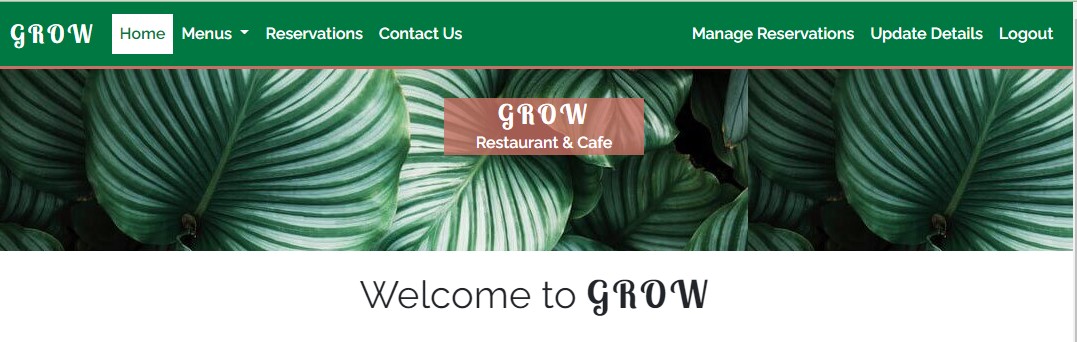 GROW Home Menus Reservations Contact Us Manage Reservations Update Details Logout
GROW
Restaurant & Cafe
Welcome to GROW